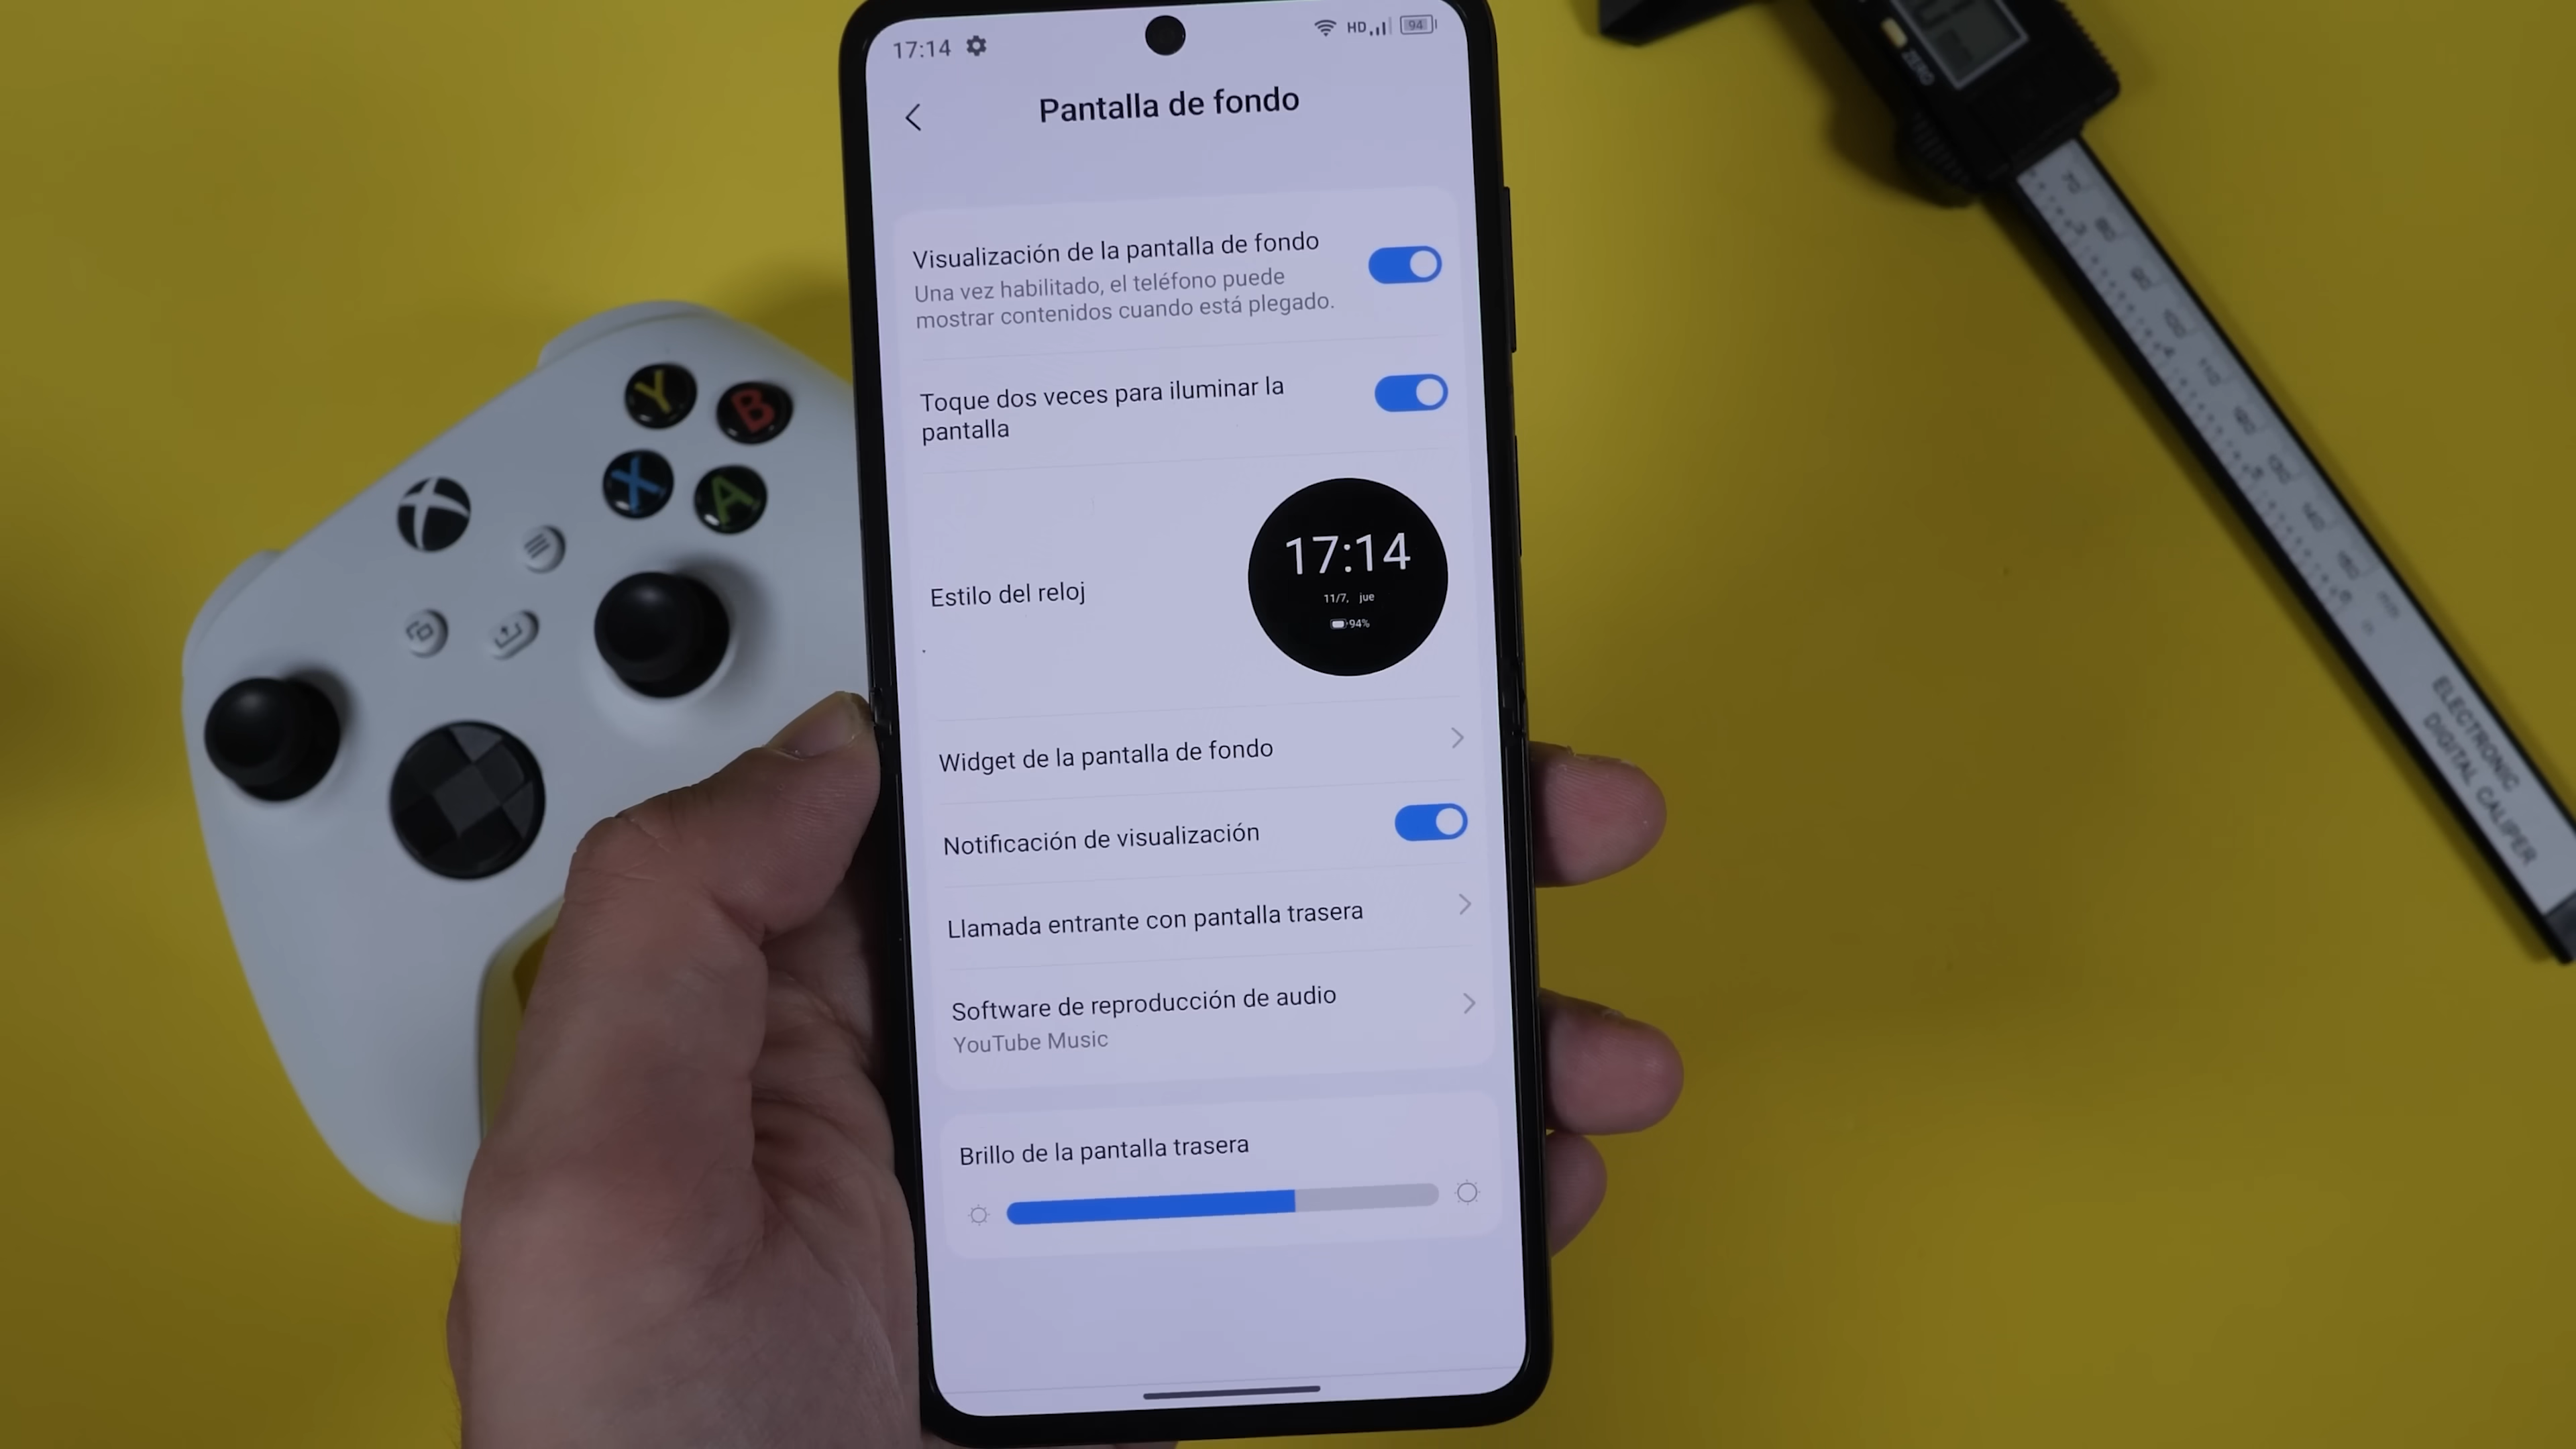 17:14
HD
94
Pantalla de fondo
Visualización de la pantalla de fondo
Una vez habilitado, el teléfono puede
mostrar contenidos cuando está plegado.
Toque dos veces para iluminar la
pantalla
Estilo del reloj
17:14
11/7, jue
94%
Widget de la pantalla de fondo
Notificación de visualización
Llamada entrante con pantalla trasera
Software de reproducción de audio
YouTube Music
Brillo de la pantalla trasera
Y
B
X
A
ZERO
ELECTRONIC
DIGITAL CALIPER